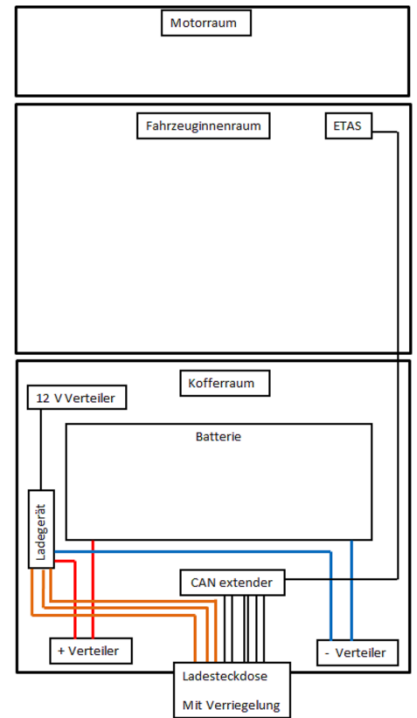 Motorraum
Fahrzeuginnenraum
ETAS
Kofferraum
12 V Verteiler
Batterie
Ladegerät
CAN extender
+ Verteiler
- Verteiler
Ladesteckdose
Mit Verriegelung